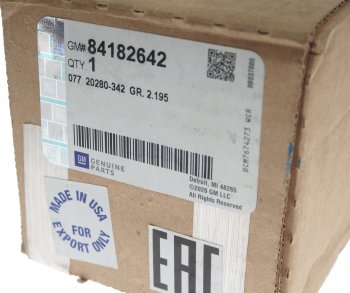 GM# 84182642
QTY 1
077 20280-342 GR. 2.195
GM GENUINE
PARTS
Detroit, MI 48265
©2020 GM LLC
All Rights Reserved
MADE IN USA
FOR
EXPORT ONLY
EAC
WCR